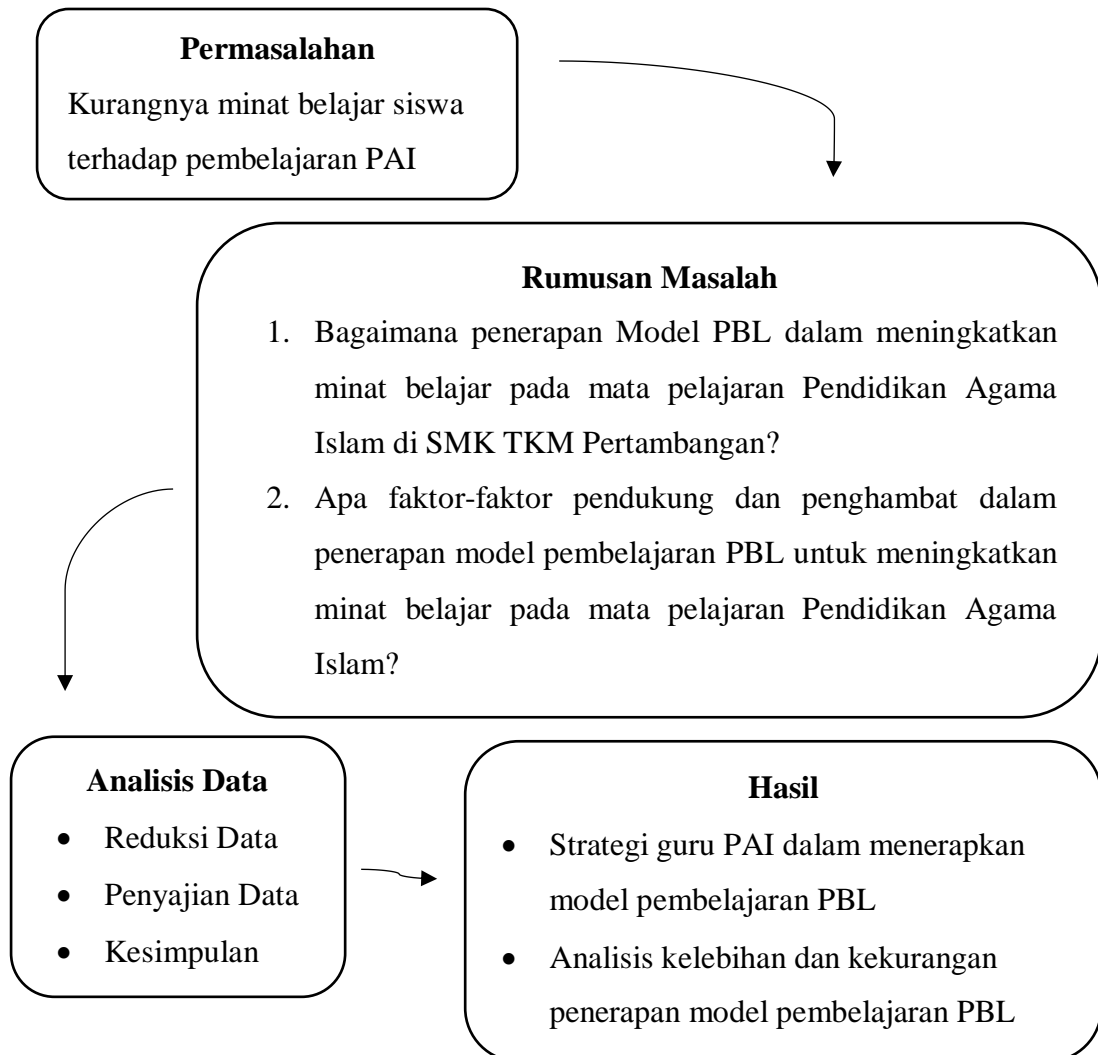 Permasalahan
Kurangnya minat belajar siswa
terhadap pembelajaran PAI
Rumusan Masalah
1. Bagaimana penerapan Model PBL dalam meningkatkan
minat belajar pada mata pelajaran Pendidikan Agama
Islam di SMK TKM Pertambangan?
2. Apa faktor-faktor pendukung dan penghambat dalam
penerapan model pembelajaran PBL untuk meningkatkan
minat belajar pada mata pelajaran Pendidikan Agama
Islam?
Analisis Data
• Reduksi Data
• Penyajian Data
• Kesimpulan
Hasil
• Strategi guru PAI dalam menerapkan
model pembelajaran PBL
• Analisis kelebihan dan kekurangan
penerapan model pembelajaran PBL